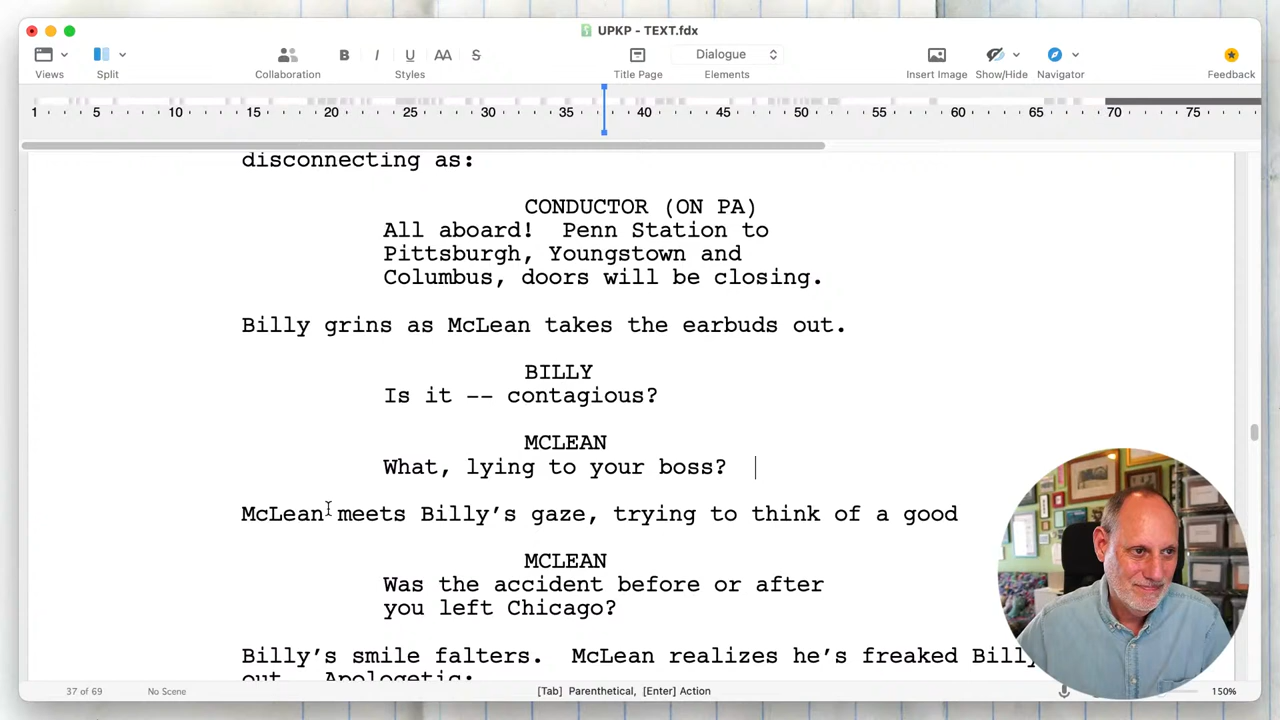 UPKP - TEXT.fdx
Views
Split
Collaboration
B I U AA S
Styles
Title Page
Dialogue
Elements
Insert Image
Show/Hide
Navigator
Feedback
1 5 10 15 20 25 30 35 40 45 50 55 60 65 70 75
disconnecting as:
CONDUCTOR (ON PA)
All aboard!  Penn Station to
Pittsburgh, Youngstown and
Columbus, doors will be closing.
Billy grins as McLean takes the earbuds out.
BILLY
Is it -- contagious?
MCLEAN
What, lying to your boss?
McLean meets Billy’s gaze, trying to think of a good
MCLEAN
Was the accident before or after
you left Chicago?
Billy’s smile falters.  McLean realizes he’s freaked Billy
out.  Apologetic:
37 of 69
No Scene
[Tab]  Parenthetical,  [Enter] Action
150%